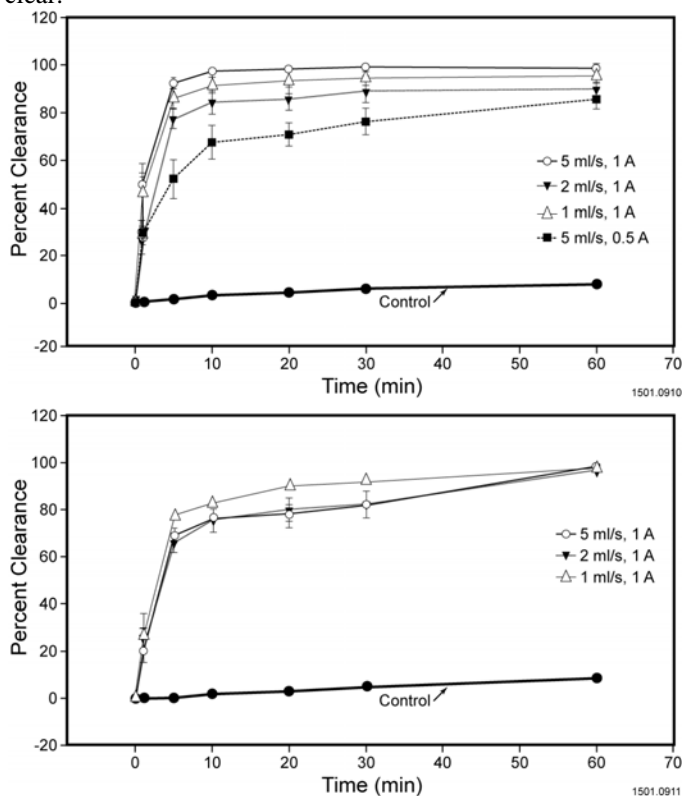 clear.
120
100
80
60
40
20
0
-20
Percent Clearance
5 ml/s, 1 A
2 ml/s, 1 A
1 ml/s, 1 A
5 ml/s, 0.5 A
Control
0 10 20 30 40 50 60 70
Time (min)
1501.0910
120
100
80
60
40
20
0
-20
Percent Clearance
5 ml/s, 1 A
2 ml/s, 1 A
1 ml/s, 1 A
Control
0 10 20 30 40 50 60 70
Time (min)
1501.0911